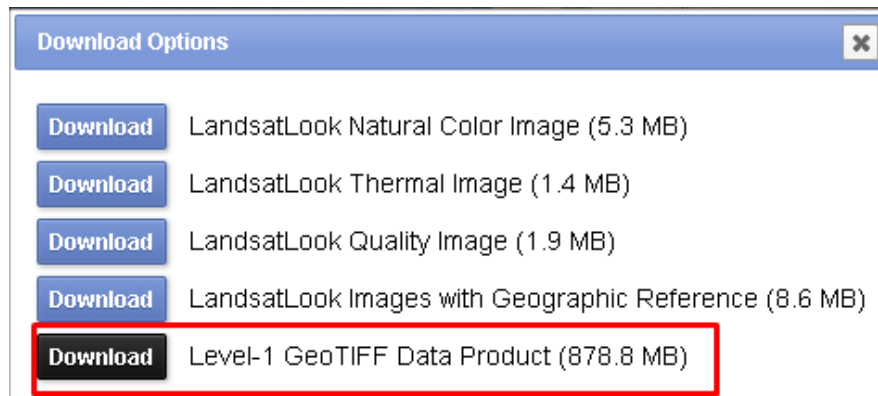 Download Options
Download LandsatLook Natural Color Image (5.3 MB)
Download LandsatLook Thermal Image (1.4 MB)
Download LandsatLook Quality Image (1.9 MB)
Download LandsatLook Images with Geographic Reference (8.6 MB)
Download Level-1 GeoTIFF Data Product (878.8 MB)